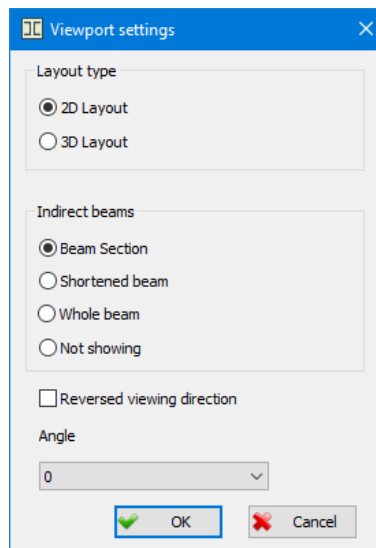 Viewport settings
Layout type
2D Layout
3D Layout
Indirect beams
Beam Section
Shortened beam
Whole beam
Not showing
Reversed viewing direction
Angle
0
OK Cancel